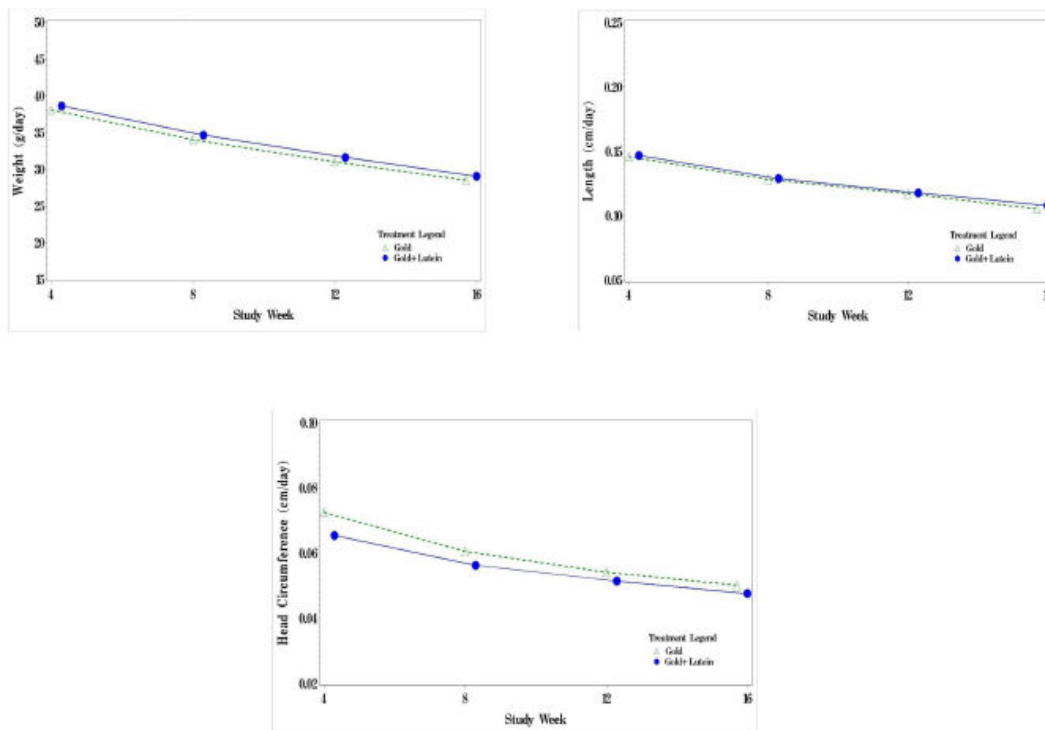 50
45
40
35
30
25
20
15
Weight (g/day)
4 8 12 16
Study Week
Treatment Legend
Gold
Gold+Lutein
0.25
0.20
0.15
0.10
0.05
Length (cm/day)
4 8 12 1
Study Week
Treatment Legend
Gold
Gold+Lutein
0.10
0.08
0.06
0.04
0.02
Head Circumference (cm/day)
4 8 12 16
Study Week
Treatment Legend
Gold
Gold+Lutein